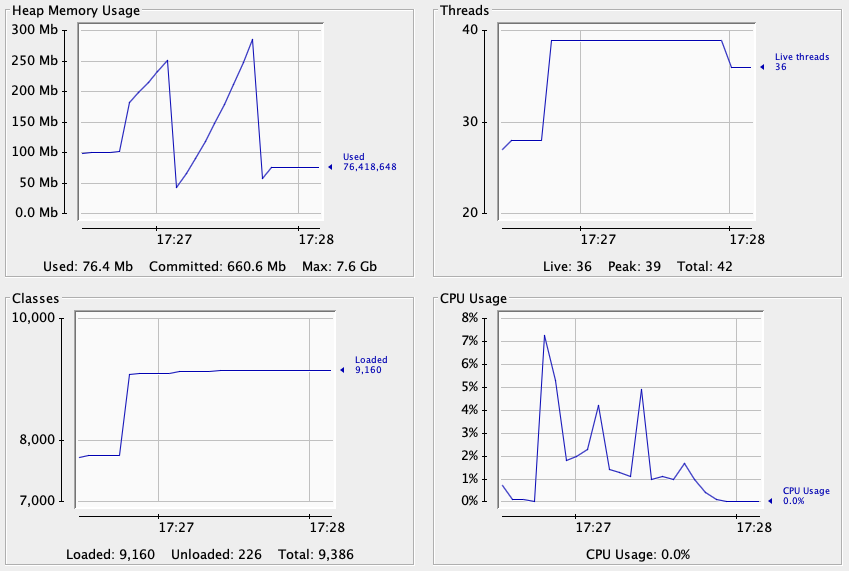 Heap Memory Usage
300 Mb
250 Mb
200 Mb
150 Mb
100 Mb
50 Mb
0.0 Mb
Used
76,418,648
17:27 17:28
Used: 76.4 Mb Committed: 660.6 Mb Max: 7.6 Gb
Threads
40
30
20
Live threads
36
17:27 17:28
Live: 36 Peak: 39 Total: 42
Classes
10,000
8,000
7,000
Loaded
9,160
17:27 17:28
Loaded: 9,160 Unloaded: 226 Total: 9,386
CPU Usage
8%
7%
6%
5%
4%
3%
2%
1%
0%
CPU Usage
0.0%
17:27 17:28
CPU Usage: 0.0%